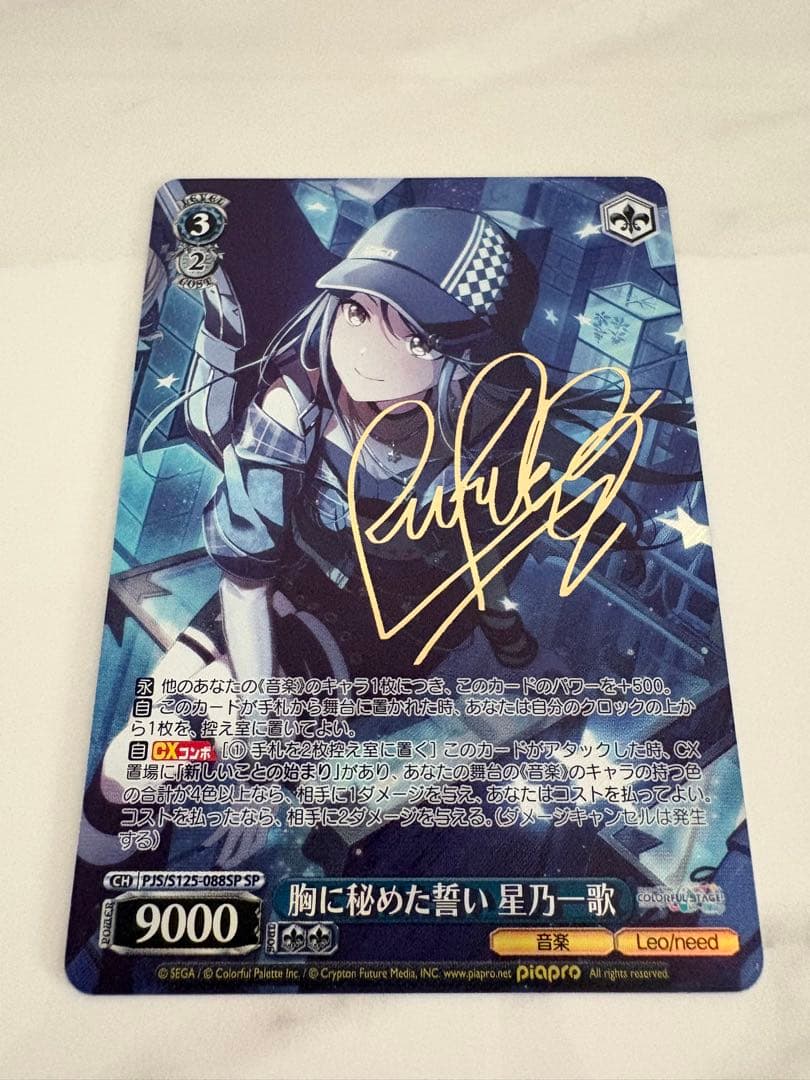 LEVEL
3
2
COST
永 他のあなたの《音楽》のキャラ1枚につき、このカードのパワーを+500。
自 このカードが手札から舞台に置かれた時、あなたは自分のクロックの上か
ら1枚を、控え室に置いてよい。
自 CXコンボ [① 手札を2枚控え室に置く] このカードがアタックした時、CX
置場に「新しいことの始まり」があり、あなたの舞台の《音楽》のキャラの持つ色
の合計が4色以上なら、相手に1ダメージを与え、あなたはコストを払ってよい。
コストを払ったなら、相手に2ダメージを与える。(ダメージキャンセルは発生
する)
CH PJS/S125-088SP SP
POWER 9000 SOUL 胸に秘めた誓い 星乃一歌
COLORFUL STAGE!
音楽 Leo/need
© SEGA / © Colorful Palette Inc. / © Crypton Future Media, INC. www.piapro.net piapro All rights reserved.